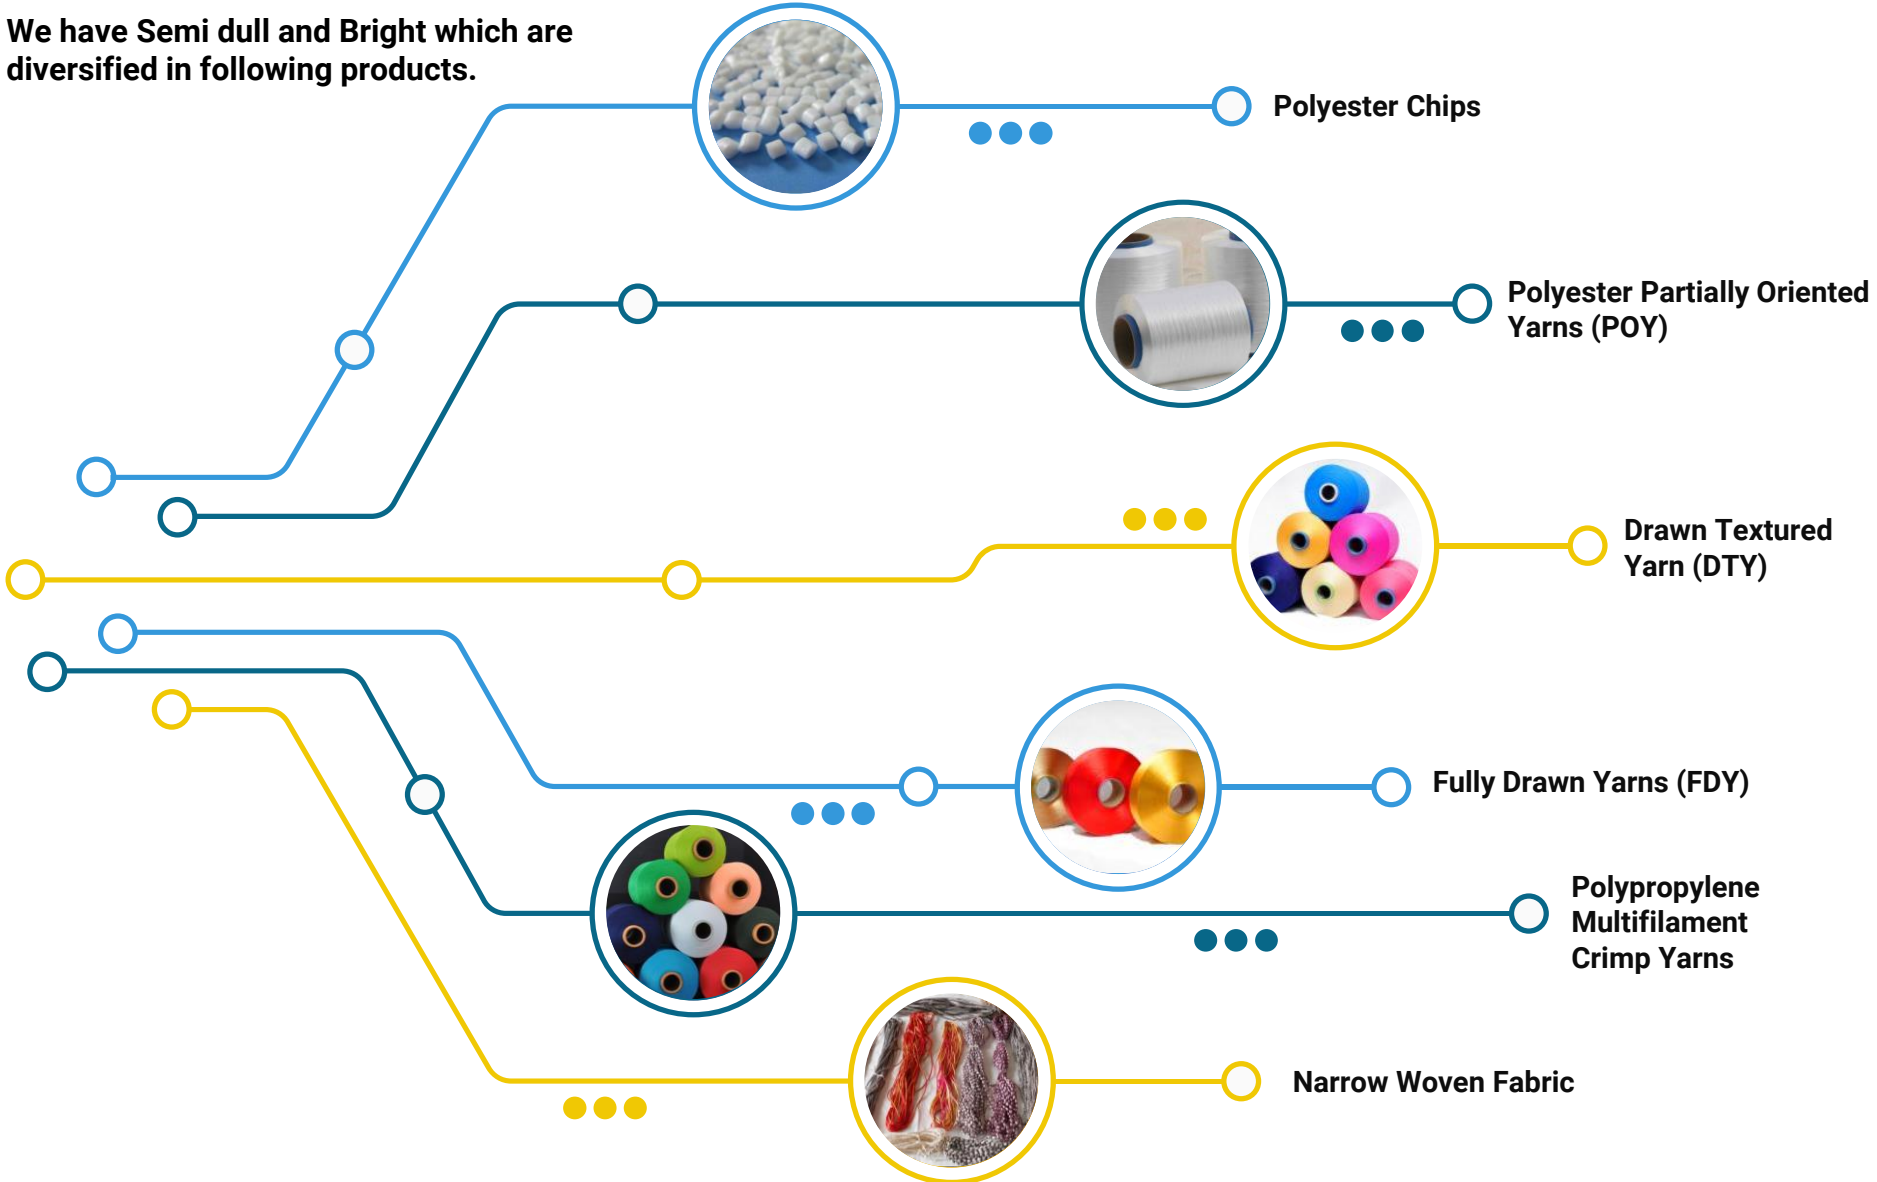 We have Semi dull and Bright which are
diversified in following products.
Polyester Chips
Polyester Partially Oriented
Yarns (POY)
Drawn Textured
Yarn (DTY)
Fully Drawn Yarns (FDY)
Polypropylene
Multifilament
Crimp Yarns
Narrow Woven Fabric